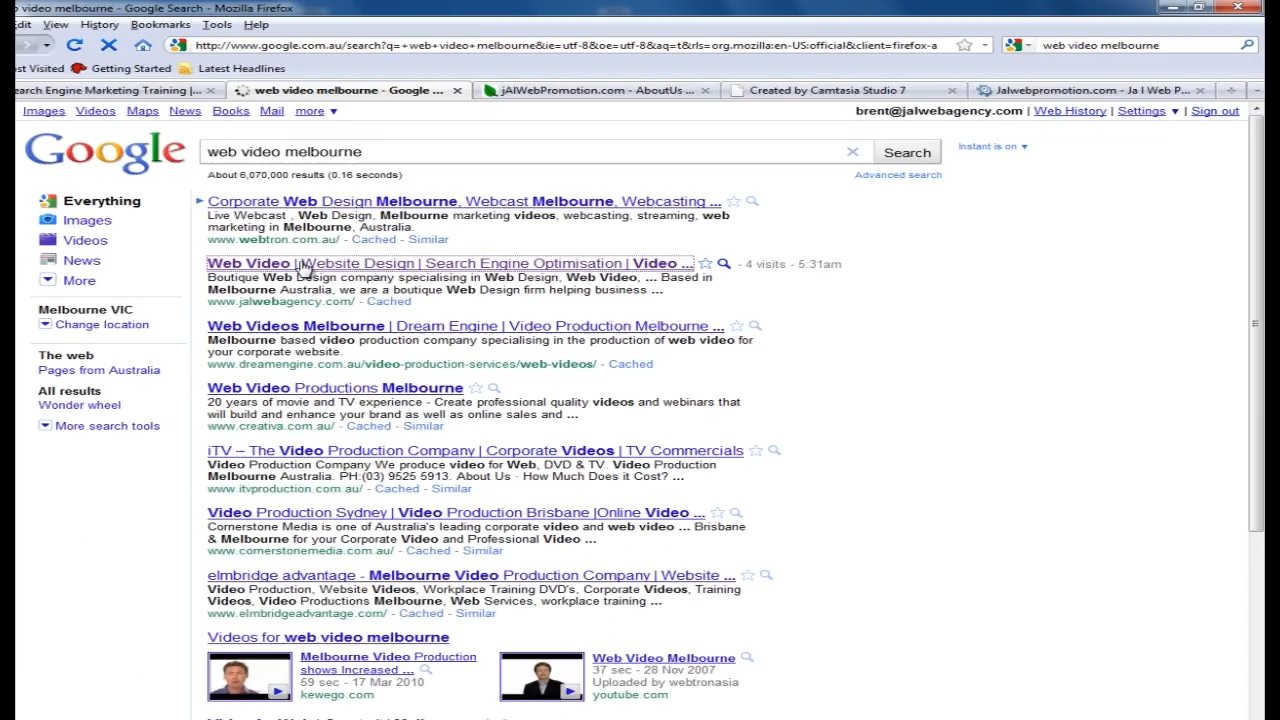 video melbourne - Google Search - Mozilla Firefox
Edit View History Bookmarks Tools Help
http://www.google.com.au/search?q=+web+video+melbourne&ie=utf-8&oe=utf-8&aq=t&rls=org.mozilla:en-US:official&client=firefox-a
web video melbourne
Visited Getting Started Latest Headlines
Search Engine Marketing Training |...
web video melbourne - Google ...
jAlWebPromotion.com - AboutUs ...
Created by Camtasia Studio 7
Jalwebpromotion.com - Ja l Web P...
Images Videos Maps News Books Mail more
brent@jalwebagency.com | Web History | Settings | Sign out
Google
web video melbourne
Search
Instant is on
About 6,070,000 results (0.16 seconds)
Advanced search
Everything
Images
Videos
News
More
Melbourne VIC
Change location
The web
Pages from Australia
All results
Wonder wheel
More search tools
Corporate Web Design Melbourne, Webcast Melbourne, Webcasting ...
Live Webcast , Web Design, Melbourne marketing videos, webcasting, streaming, web
marketing in Melbourne, Australia.
www.webtron.com.au/ - Cached - Similar
Web Video | Website Design | Search Engine Optimisation | Video ... - 4 visits - 5:31am
Boutique Web Design company specialising in Web Design, Web Video, ... Based in
Melbourne Australia, we are a boutique Web Design firm helping business ...
www.jalwebagency.com/ - Cached
Web Videos Melbourne | Dream Engine | Video Production Melbourne ...
Melbourne based video production company specialising in the production of web video for
your corporate website.
www.dreamengine.com.au/video-production-services/web-videos/ - Cached
Web Video Productions Melbourne
20 years of movie and TV experience - Create professional quality videos and webinars that
will build and enhance your brand as well as online sales and ...
www.creativa.com.au/ - Cached - Similar
iTV – The Video Production Company | Corporate Videos | TV Commercials
Video Production Company We produce video for Web, DVD & TV. Video Production
Melbourne Australia. PH:(03) 9525 5913. About Us · How Much Does it Cost? ...
www.itvproduction.com.au/ - Cached - Similar
Video Production Sydney | Video Production Brisbane |Online Video ...
Cornerstone Media is one of Australia's leading corporate video and web video ... Brisbane
& Melbourne for your Corporate Video and Professional Video ...
www.cornerstonemedia.com.au/ - Cached - Similar
elmbridge advantage - Melbourne Video Production Company | Website ...
Video Production, Website Videos, Workplace Training DVD's, Corporate Videos, Training
Videos, Video Productions Melbourne, Web Services, workplace training ...
www.elmbridgeadvantage.com/ - Cached - Similar
Videos for web video melbourne
Melbourne Video Production
shows Increased ...
59 sec - 17 Mar 2010
kewego.com
Web Video Melbourne
37 sec - 28 Nov 2007
Uploaded by webtronasia
youtube.com